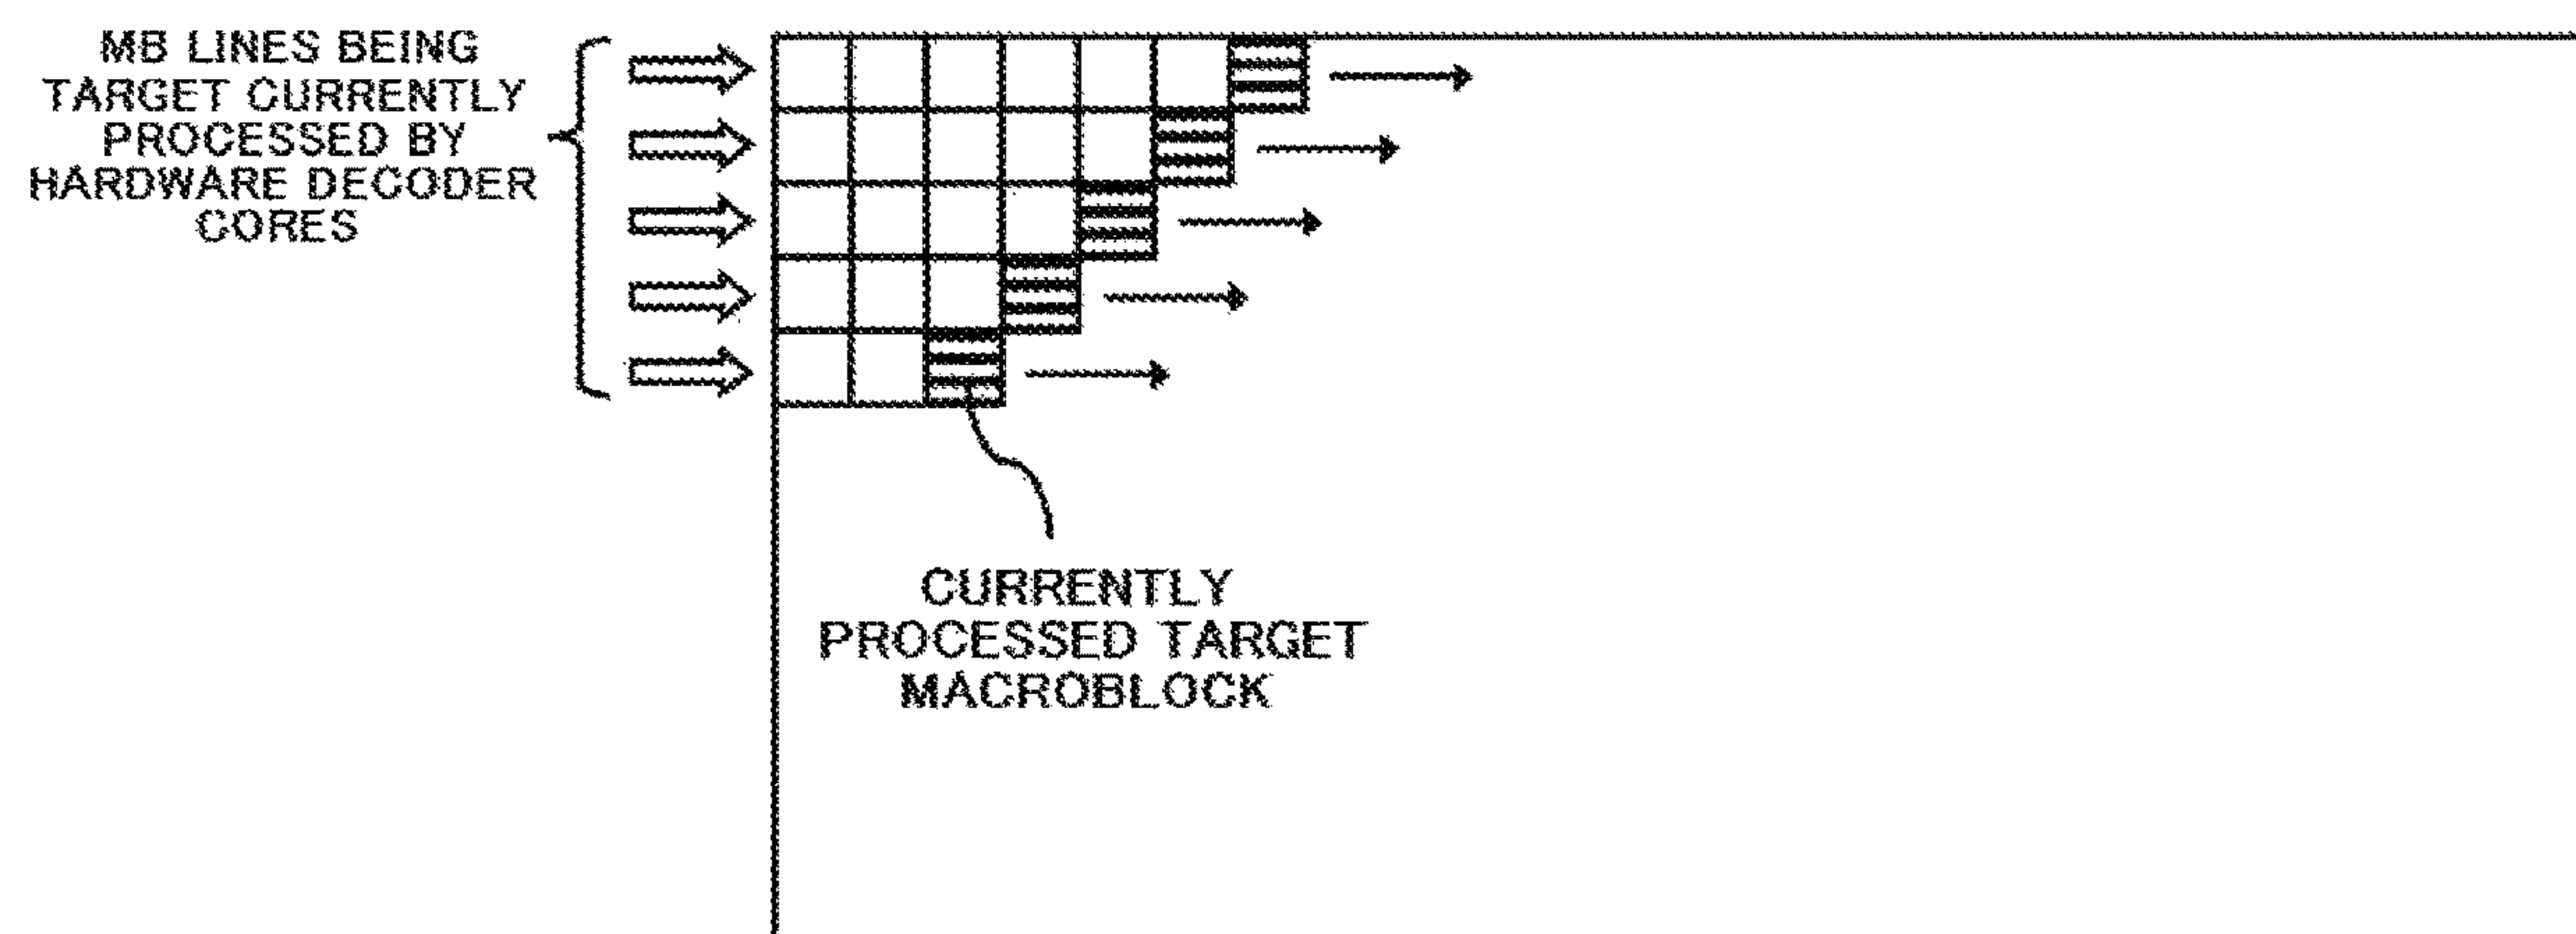 MB LINES BEING
TARGET CURRENTLY
PROCESSED BY
HARDWARE DECODER
CORES
CURRENTLY
PROCESSED TARGET
MACROBLOCK